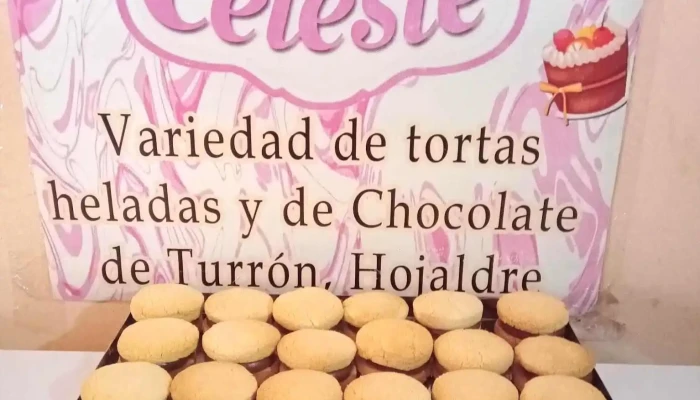 Celeste
Variedad de tortas
heladas y de Chocolate
de Turrón, Hojaldre